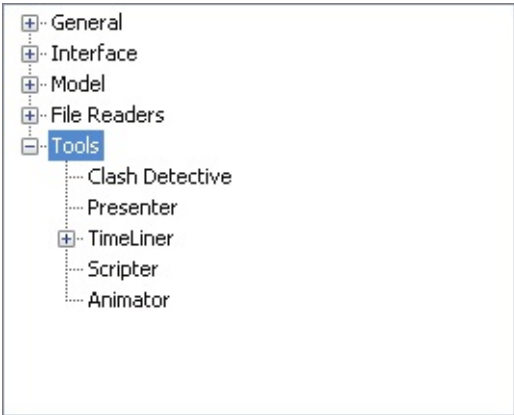 General
Interface
Model
File Readers
Tools
Clash Detective
Presenter
TimeLiner
Scripter
Animator